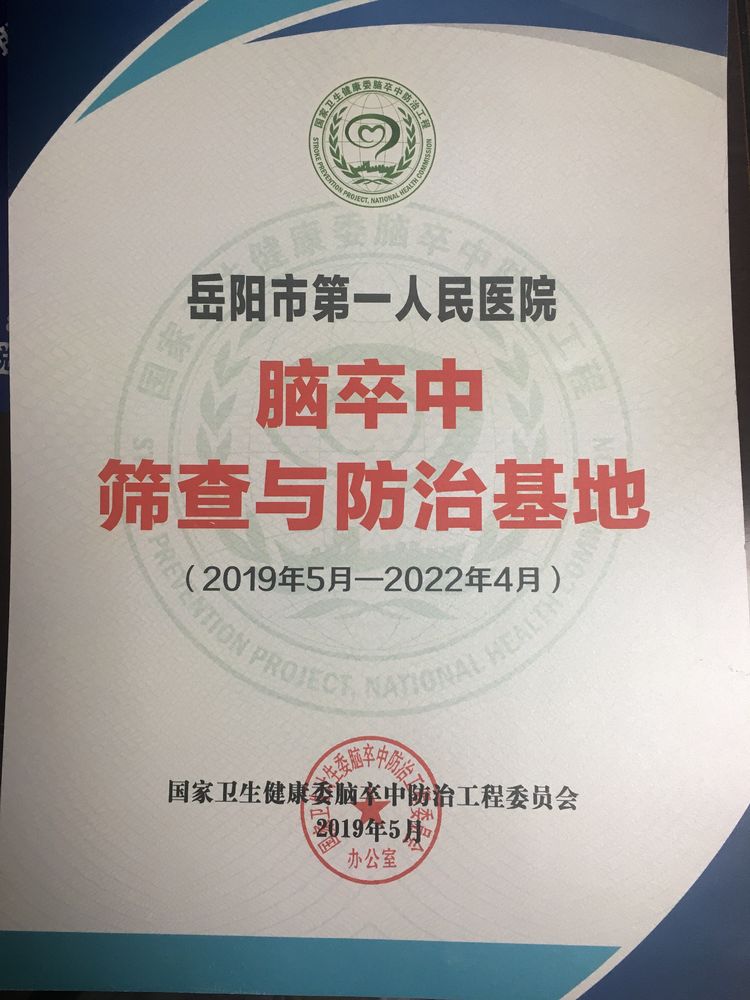 国家卫生健康委脑卒中防治工程
STROKE PREVENTION PROJECT, NATIONAL HEALTH COMMISSION
岳阳市第一人民医院
脑卒中
筛查与防治基地
（2019年5月—2022年4月）
国家卫生健康委脑卒中防治工程委员会
2019年5月
办公室